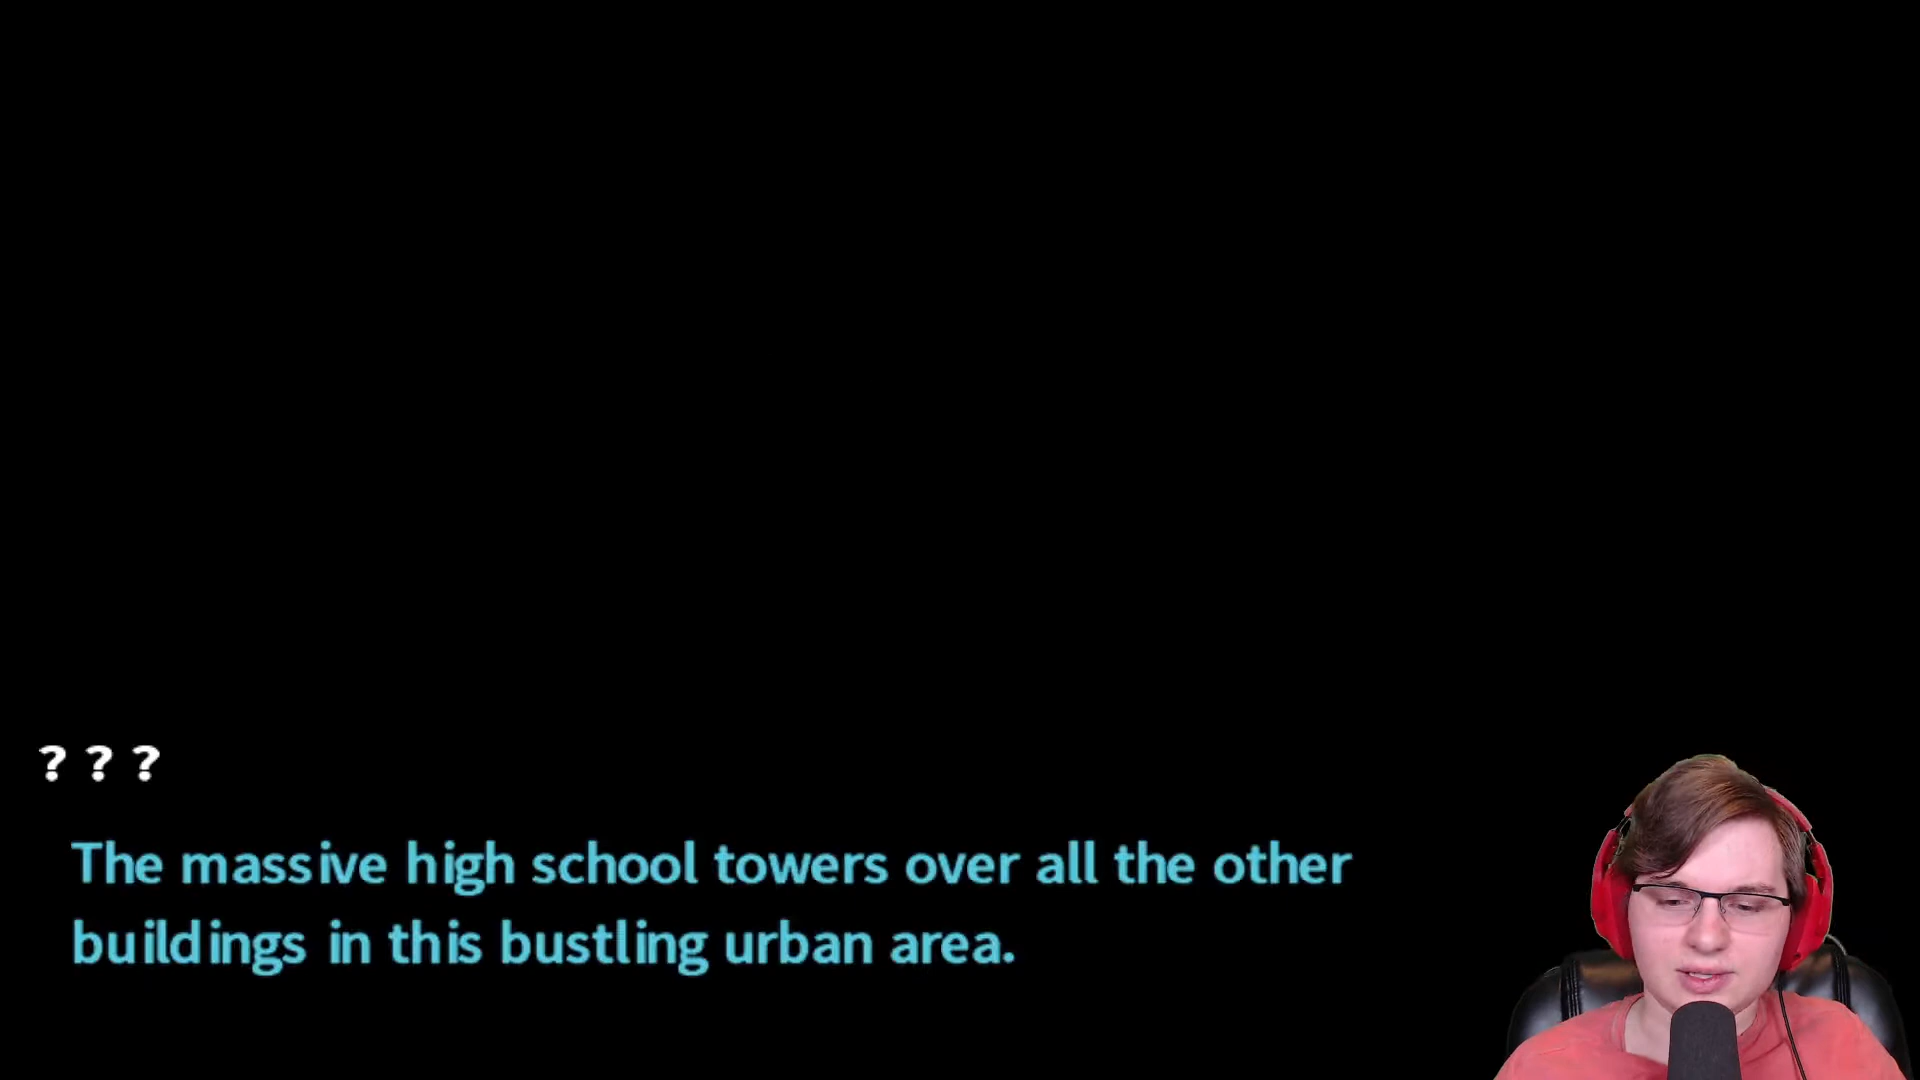 ? ? ?
The massive high school towers over all the other
buildings in this bustling urban area.